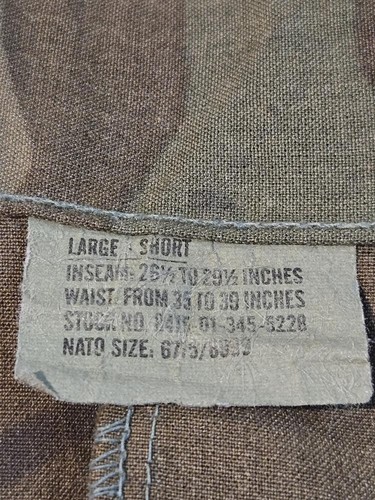 LARGE - SHORT
INSEAM: 26½ TO 29½ INCHES
WAIST: FROM 35 TO 39 INCHES
STOCK NO. 8415-01-345-5228
NATO SIZE: